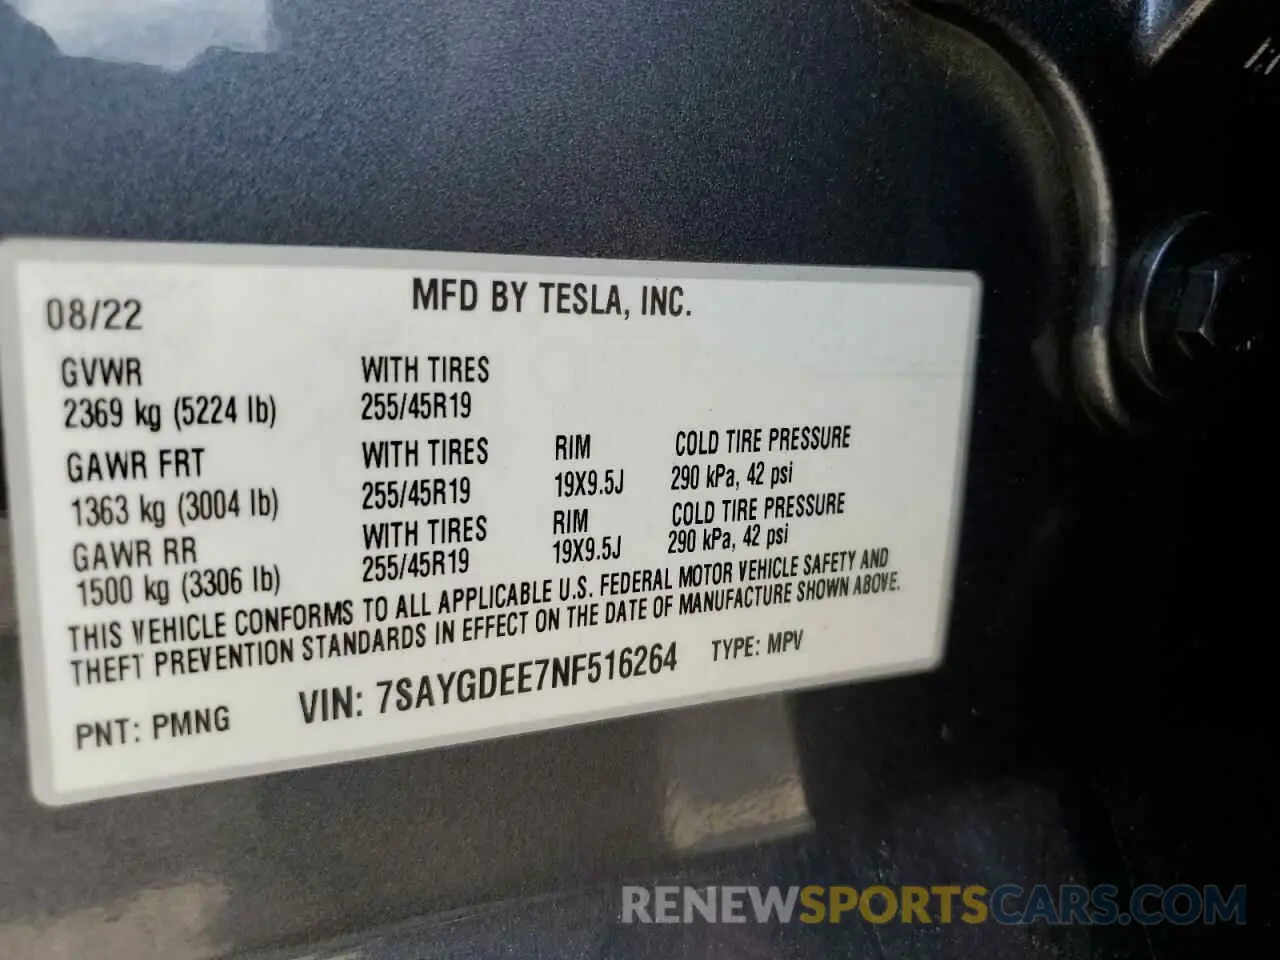 08/22
MFD BY TESLA, INC.
GVWR
2369 kg (5224 lb)
WITH TIRES
255/45R19
GAWR FRT
1363 kg (3004 lb)
WITH TIRES
255/45R19
RIM
19X9.5J
COLD TIRE PRESSURE
290 kPa, 42 psi
GAWR RR
1500 kg (3306 lb)
WITH TIRES
255/45R19
RIM
19X9.5J
COLD TIRE PRESSURE
290 kPa, 42 psi
THIS VEHICLE CONFORMS TO ALL APPLICABLE U.S. FEDERAL MOTOR VEHICLE SAFETY AND
THEFT PREVENTION STANDARDS IN EFFECT ON THE DATE OF MANUFACTURE SHOWN ABOVE.
PNT: PMNG
VIN: 7SAYGDEE7NF516264
TYPE: MPV
RENEWSPORTSCARS.COM